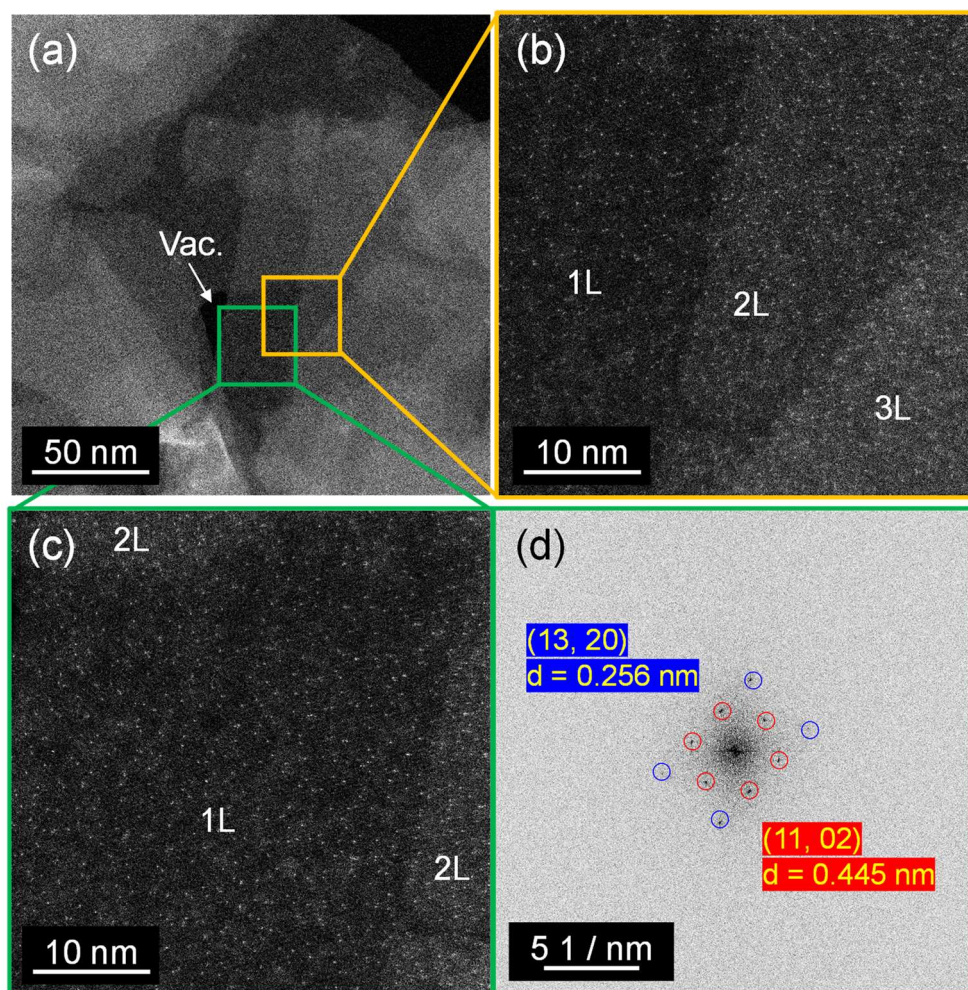 (a)
Vac.
50 nm
(b)
1L
2L
3L
10 nm
(c)
2L
1L
2L
10 nm
(d)
(13, 20)
d = 0.256 nm
(11, 02)
d = 0.445 nm
5 1 / nm